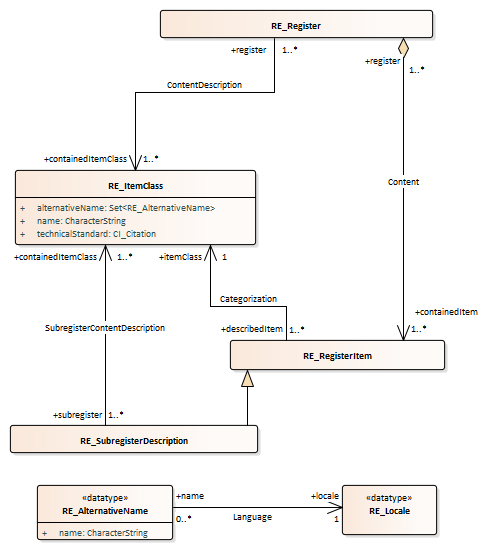 RE_Register
+register 1..*
+register
1..*
ContentDescription
+containedItemClass 1..*
Content
RE_ItemClass
+ alternativeName: Set<RE_AlternativeName>
+ name: CharacterString
+ technicalStandard: CI_Citation
+containedItemClass 1..* +itemClass 1
Categorization
+containedItem
SubregisterContentDescription
+describedItem 1..*
1..*
RE_RegisterItem
+subregister 1..*
RE_SubregisterDescription
«datatype»
RE_AlternativeName
+ name: CharacterString
+name
0..*
Language
+locale
1
«datatype»
RE_Locale